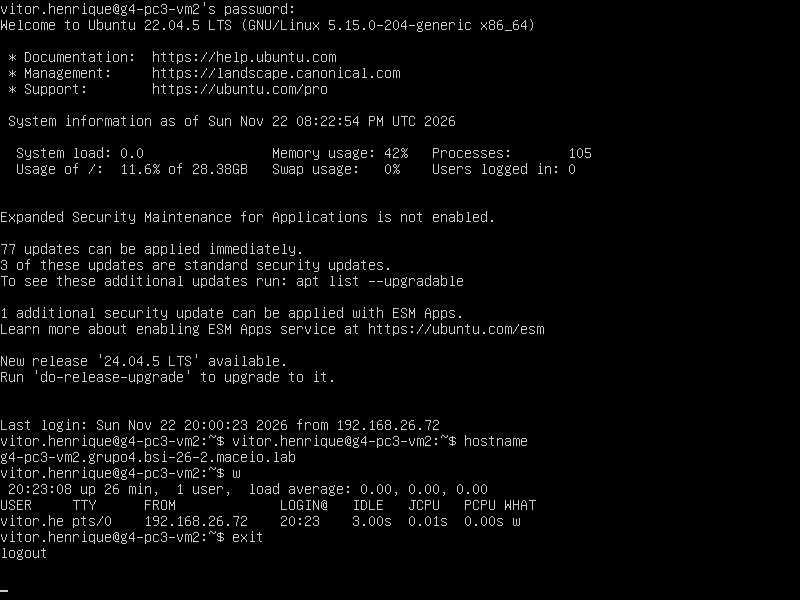 vitor.henrique@g4-pc3-vm2's password:
Welcome to Ubuntu 22.04.5 LTS (GNU/Linux 5.15.0-204-generic x86_64)
* Documentation:  https://help.ubuntu.com
* Management:     https://landscape.canonical.com
* Support:        https://ubuntu.com/pro
System information as of Sun Nov 22 08:22:54 PM UTC 2026
System load: 0.0                Memory usage: 42%   Processes:       105
Usage of /:  11.6% of 28.38GB   Swap usage:   0%    Users logged in: 0
Expanded Security Maintenance for Applications is not enabled.
77 updates can be applied immediately.
3 of these updates are standard security updates.
To see these additional updates run: apt list --upgradable
1 additional security update can be applied with ESM Apps.
Learn more about enabling ESM Apps service at https://ubuntu.com/esm
New release '24.04.5 LTS' available.
Run 'do-release-upgrade' to upgrade to it.
Last login: Sun Nov 22 20:00:23 2026 from 192.168.26.72
vitor.henrique@g4-pc3-vm2:~$ vitor.henrique@g4-pc3-vm2:~$ hostname
g4-pc3-vm2.grupo4.bsi-26-2.maceio.lab
vitor.henrique@g4-pc3-vm2:~$ w
20:23:08 up 26 min,  1 user,  load average: 0.00, 0.00, 0.00
USER     TTY      FROM             LOGIN@   IDLE   JCPU   PCPU WHAT
vitor.he pts/0    192.168.26.72    20:23    3.00s  0.01s  0.00s w
vitor.henrique@g4-pc3-vm2:~$ exit
logout